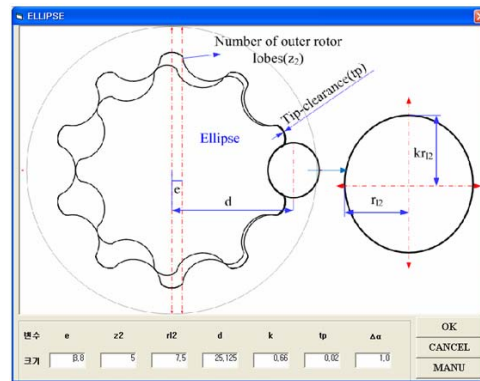 ELLIPSE
Number of outer rotor
lobes(z2)
Tip-clearance(tp)
Ellipse
e
d
krl2
rl2
변수 e z2 rl2 d k tp Δα
크기 3,8 5 7,5 25,125 0,66 0,02 1,0
OK
CANCEL
MANU